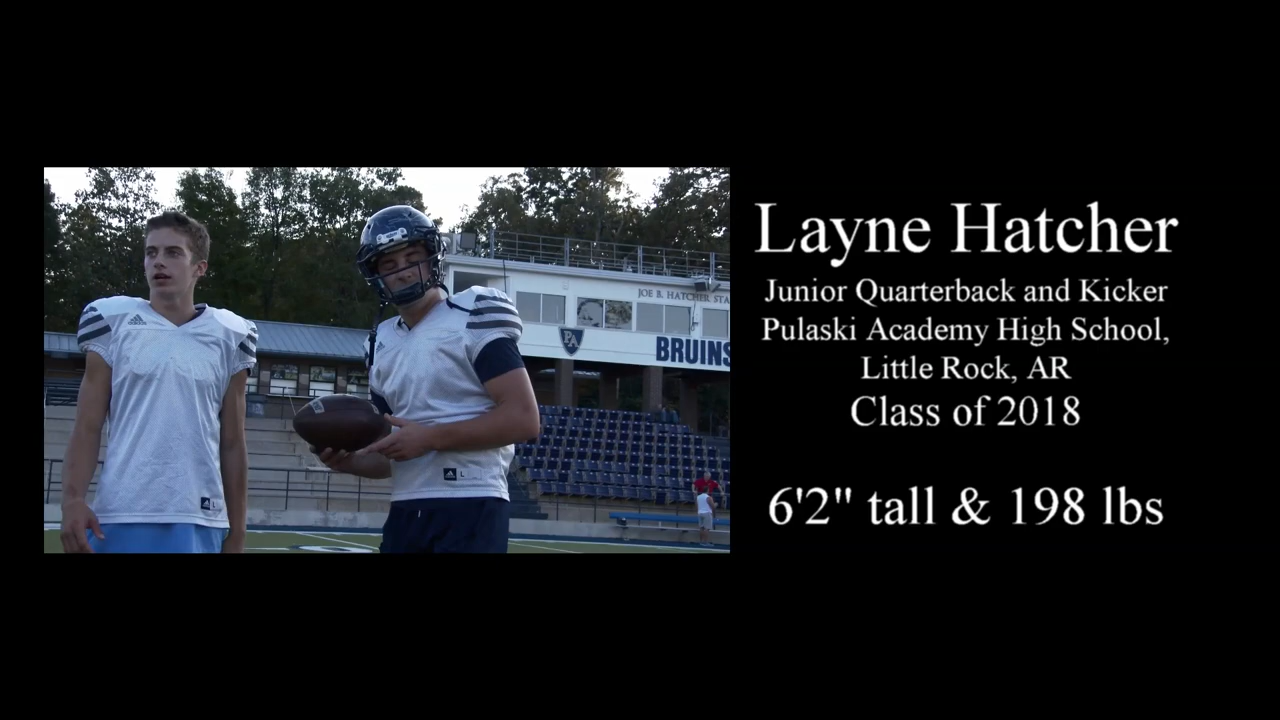 Layne Hatcher
Junior Quarterback and Kicker
Pulaski Academy High School,
Little Rock, AR
Class of 2018
6'2" tall & 198 lbs
JOE B. HATCHER STA
PA
BRUINS
L
L